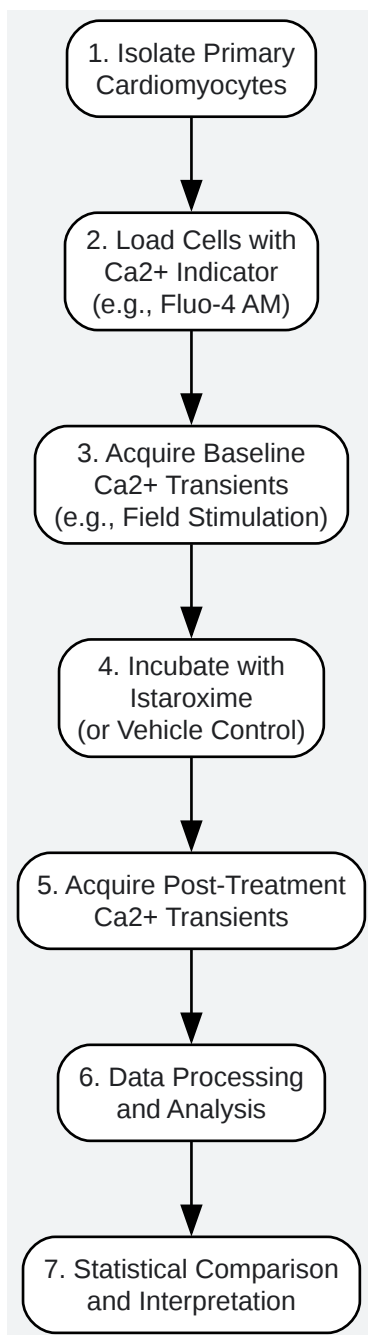 1. Isolate Primary
Cardiomyocytes
2. Load Cells with
Ca2+ Indicator
(e.g., Fluo-4 AM)
3. Acquire Baseline
Ca2+ Transients
(e.g., Field Stimulation)
4. Incubate with
Istaroxime
(or Vehicle Control)
5. Acquire Post-Treatment
Ca2+ Transients
6. Data Processing
and Analysis
7. Statistical Comparison
and Interpretation